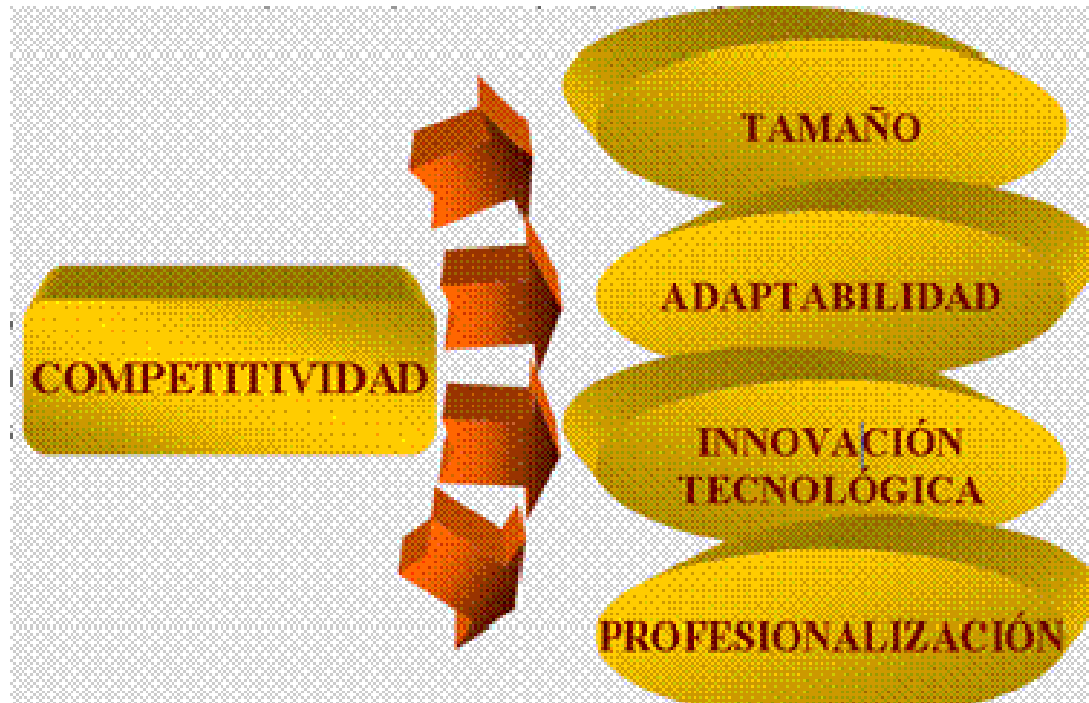 COMPETITIVIDAD
TAMAÑO
ADAPTABILIDAD
INNOVACIÓN
TECNOLÓGICA
PROFESIONALIZACIÓN